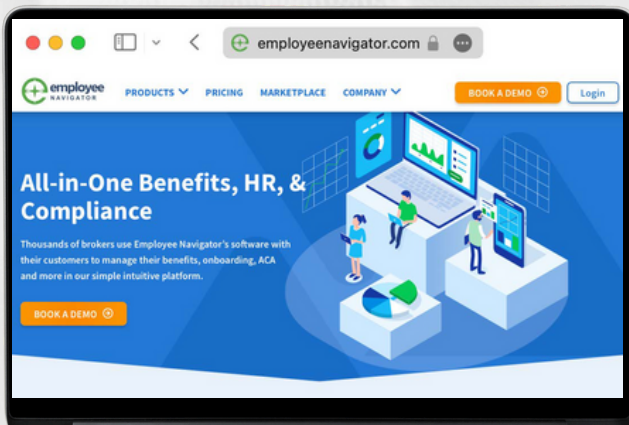 employeenavigator.com
employee
NAVIGATOR
PRODUCTS
PRICING
MARKETPLACE
COMPANY
BOOK A DEMO
Login
All-in-One Benefits, HR, &
Compliance
Thousands of brokers use Employee Navigator's software with
their customers to manage their benefits, onboarding, ACA
and more in our simple intuitive platform.
BOOK A DEMO